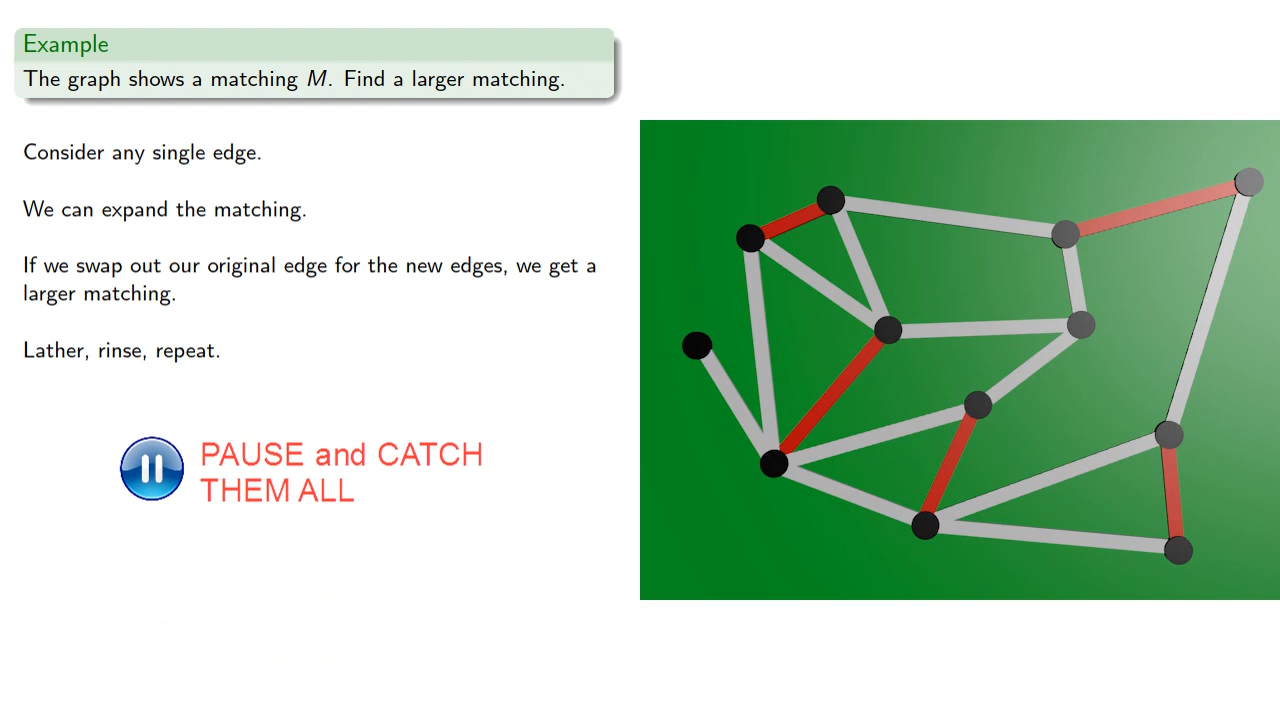 Example
The graph shows a matching M. Find a larger matching.
Consider any single edge.
We can expand the matching.
If we swap out our original edge for the new edges, we get a
larger matching.
Lather, rinse, repeat.
PAUSE and CATCH
THEM ALL